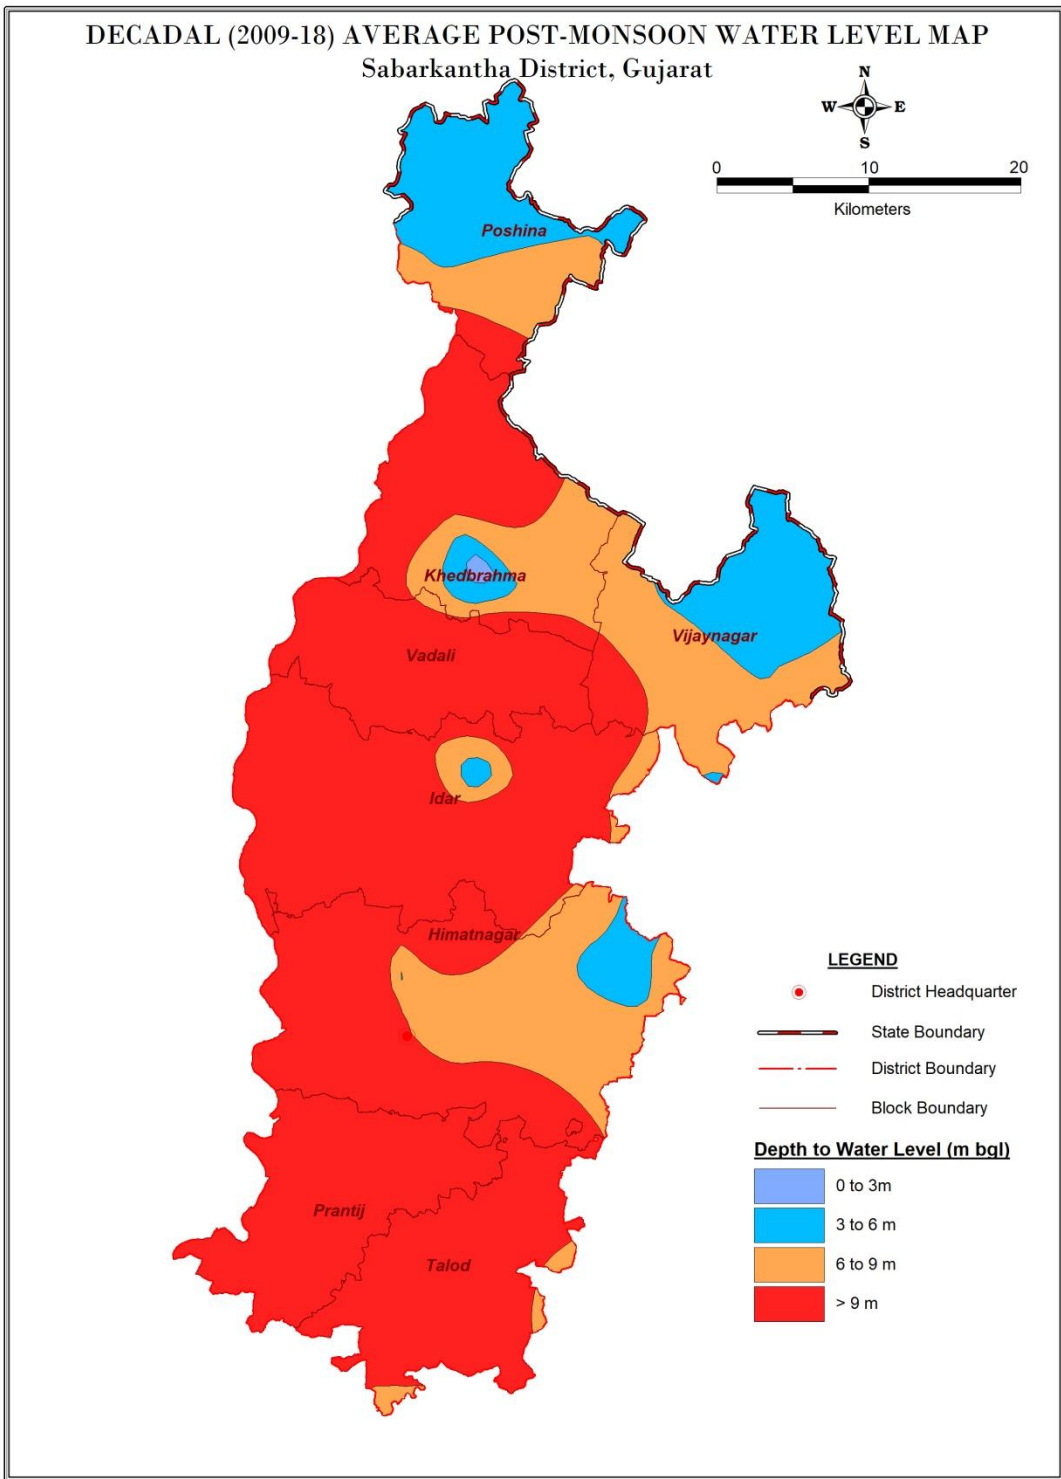 DECADAL (2009-18) AVERAGE POST-MONSOON WATER LEVEL MAP
Sabarkantha District, Gujarat
N
W E
S
0 10 20
Kilometers
Poshina
Khedbrahma
Vijaynagar
Vadali
Idar
Himatnagar
LEGEND
District Headquarter
State Boundary
District Boundary
Block Boundary
Depth to Water Level (m bgl)
0 to 3m
3 to 6 m
6 to 9 m
> 9 m
Prantij
Talod